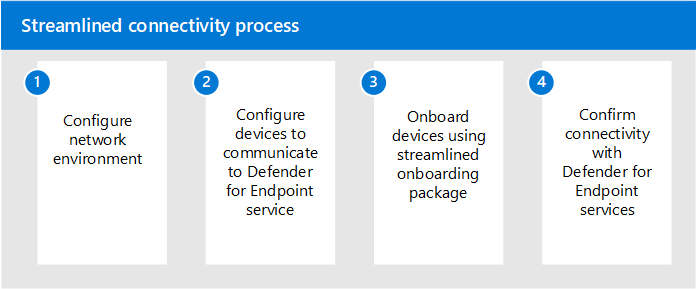 Streamlined connectivity process
1
Configure
network
environment
2
Configure
devices to
communicate
to Defender
for Endpoint
service
3
Onboard
devices using
streamlined
onboarding
package
4
Confirm
connectivity
with
Defender for
Endpoint
services